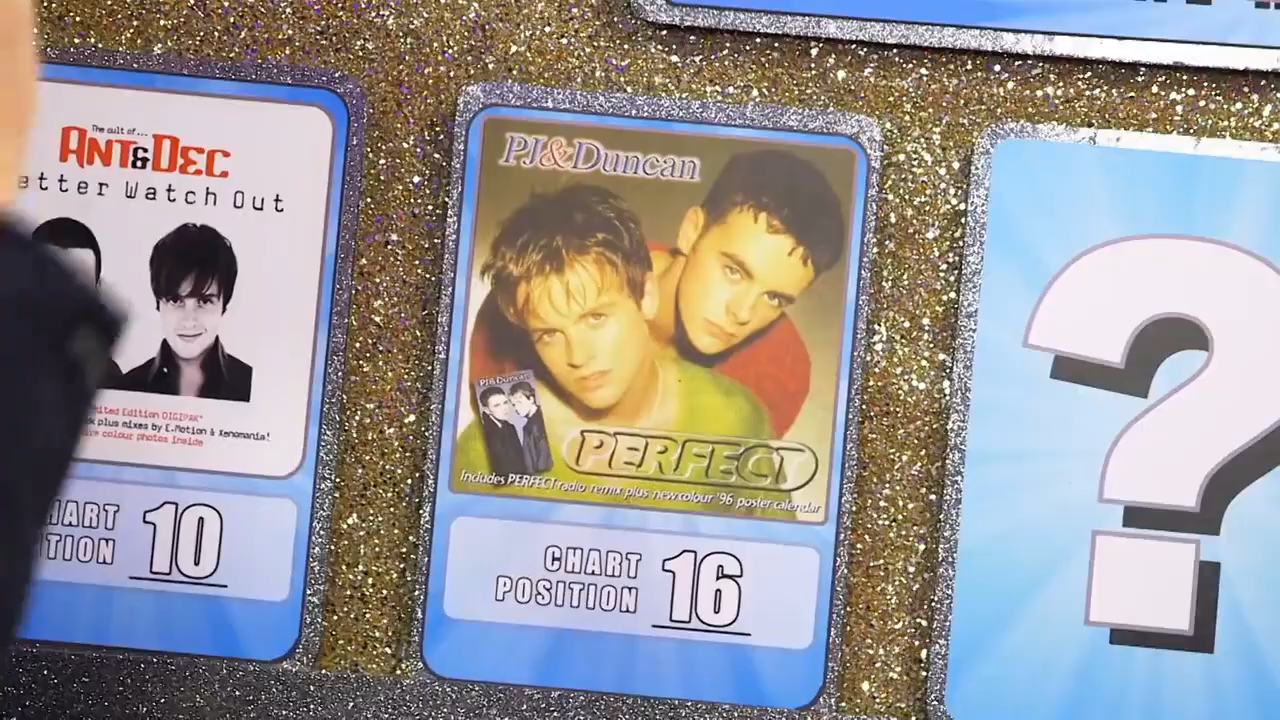 The cult of...
ANT&DEC
etter Watch Out
ited Edition DIGIPAK*
k plus mixes by E.Motion & Xenomania!
re colour photos inside
HART
ITION
10
PJ&Duncan
PJ&Duncan
PERFECT
Includes PERFECT radio remix plus new colour '96 poster calendar
CHART
POSITION
16
?